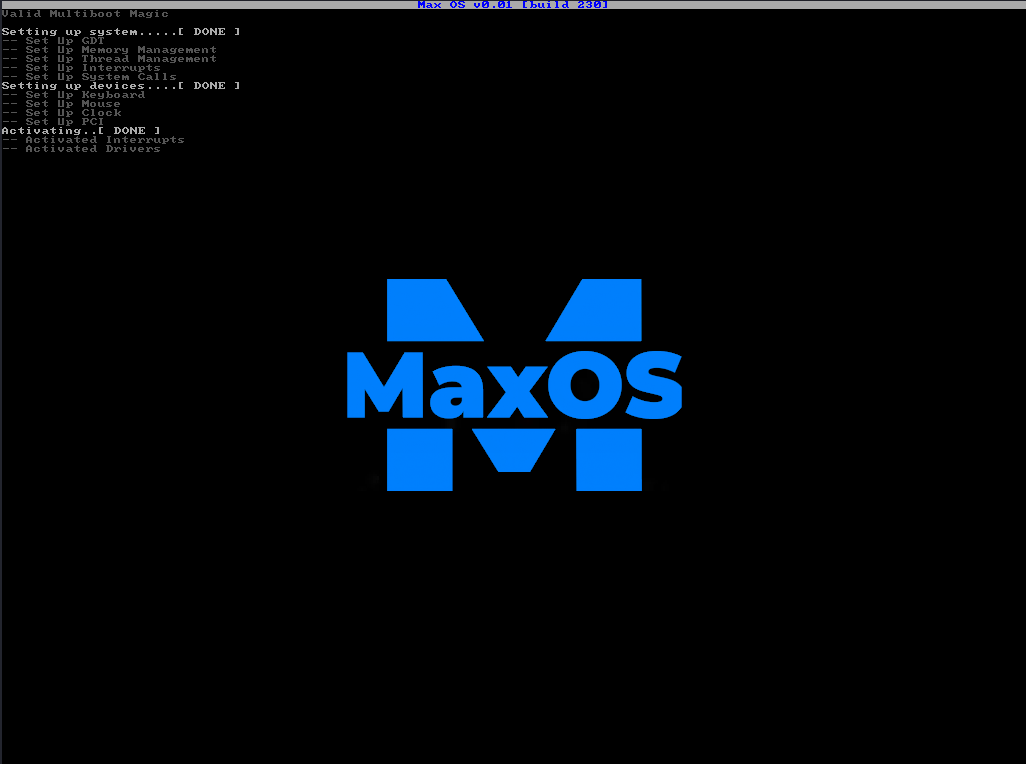 Max OS v0.01 [build 230]
Valid Multiboot Magic
Setting up system.....[ DONE ]
-- Set Up GDT
-- Set Up Memory Management
-- Set Up Thread Management
-- Set Up Interrupts
-- Set Up System Calls
Setting up devices....[ DONE ]
-- Set Up Keyboard
-- Set Up Mouse
-- Set Up Clock
-- Set Up PCI
Activating..[ DONE ]
-- Activated Interrupts
-- Activated Drivers
MaxOS